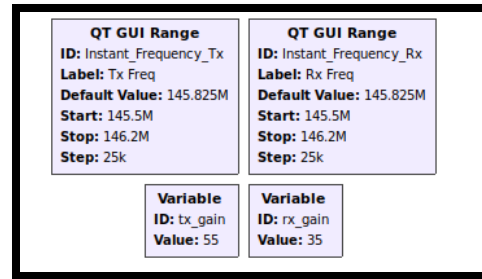 QT GUI Range
ID: Instant_Frequency_Tx
Label: Tx Freq
Default Value: 145.825M
Start: 145.5M
Stop: 146.2M
Step: 25k
QT GUI Range
ID: Instant_Frequency_Rx
Label: Rx Freq
Default Value: 145.825M
Start: 145.5M
Stop: 146.2M
Step: 25k
Variable
ID: tx_gain
Value: 55
Variable
ID: rx_gain
Value: 35